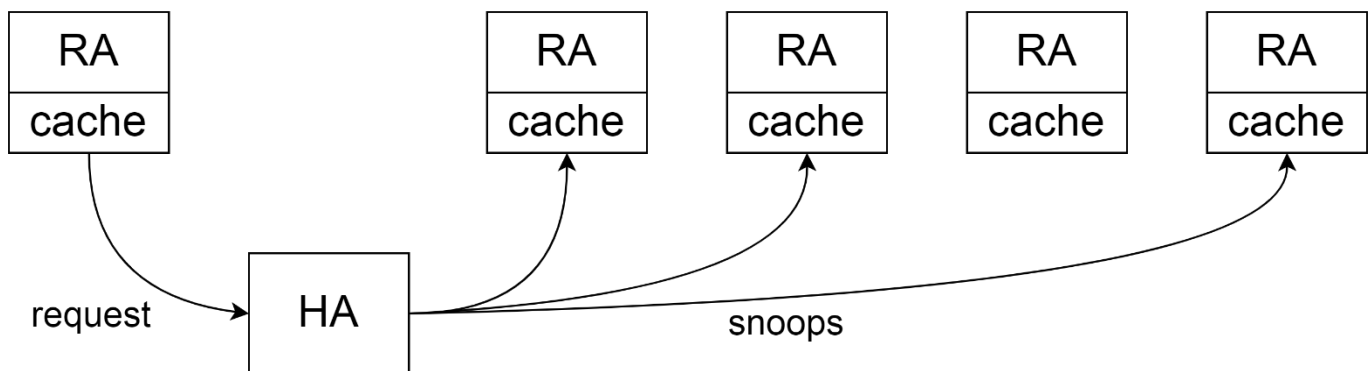 RA
cache
RA
cache
RA
cache
RA
cache
RA
cache
request
HA
snoops